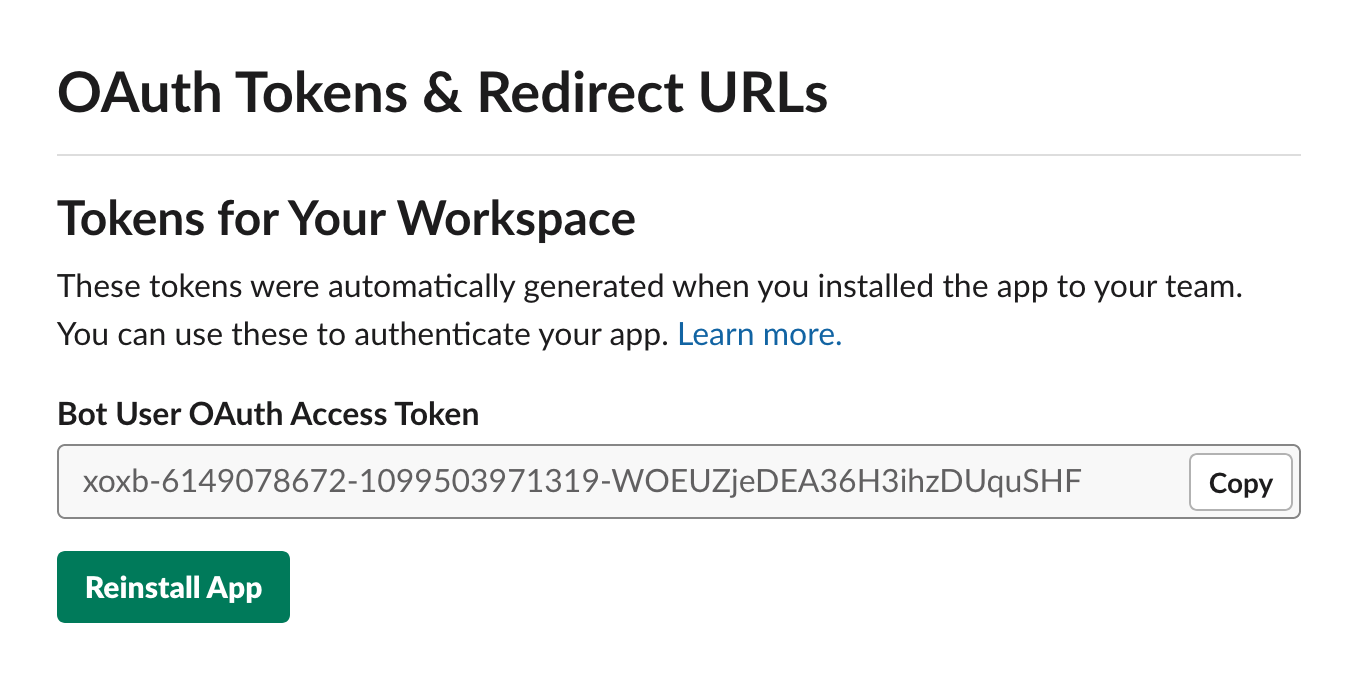 OAuth Tokens & Redirect URLs
Tokens for Your Workspace
These tokens were automatically generated when you installed the app to your team.
You can use these to authenticate your app. Learn more.
Bot User OAuth Access Token
xoxb-6149078672-1099503971319-WOEUZjeDEA36H3ihzDUquSHF
Copy
Reinstall App